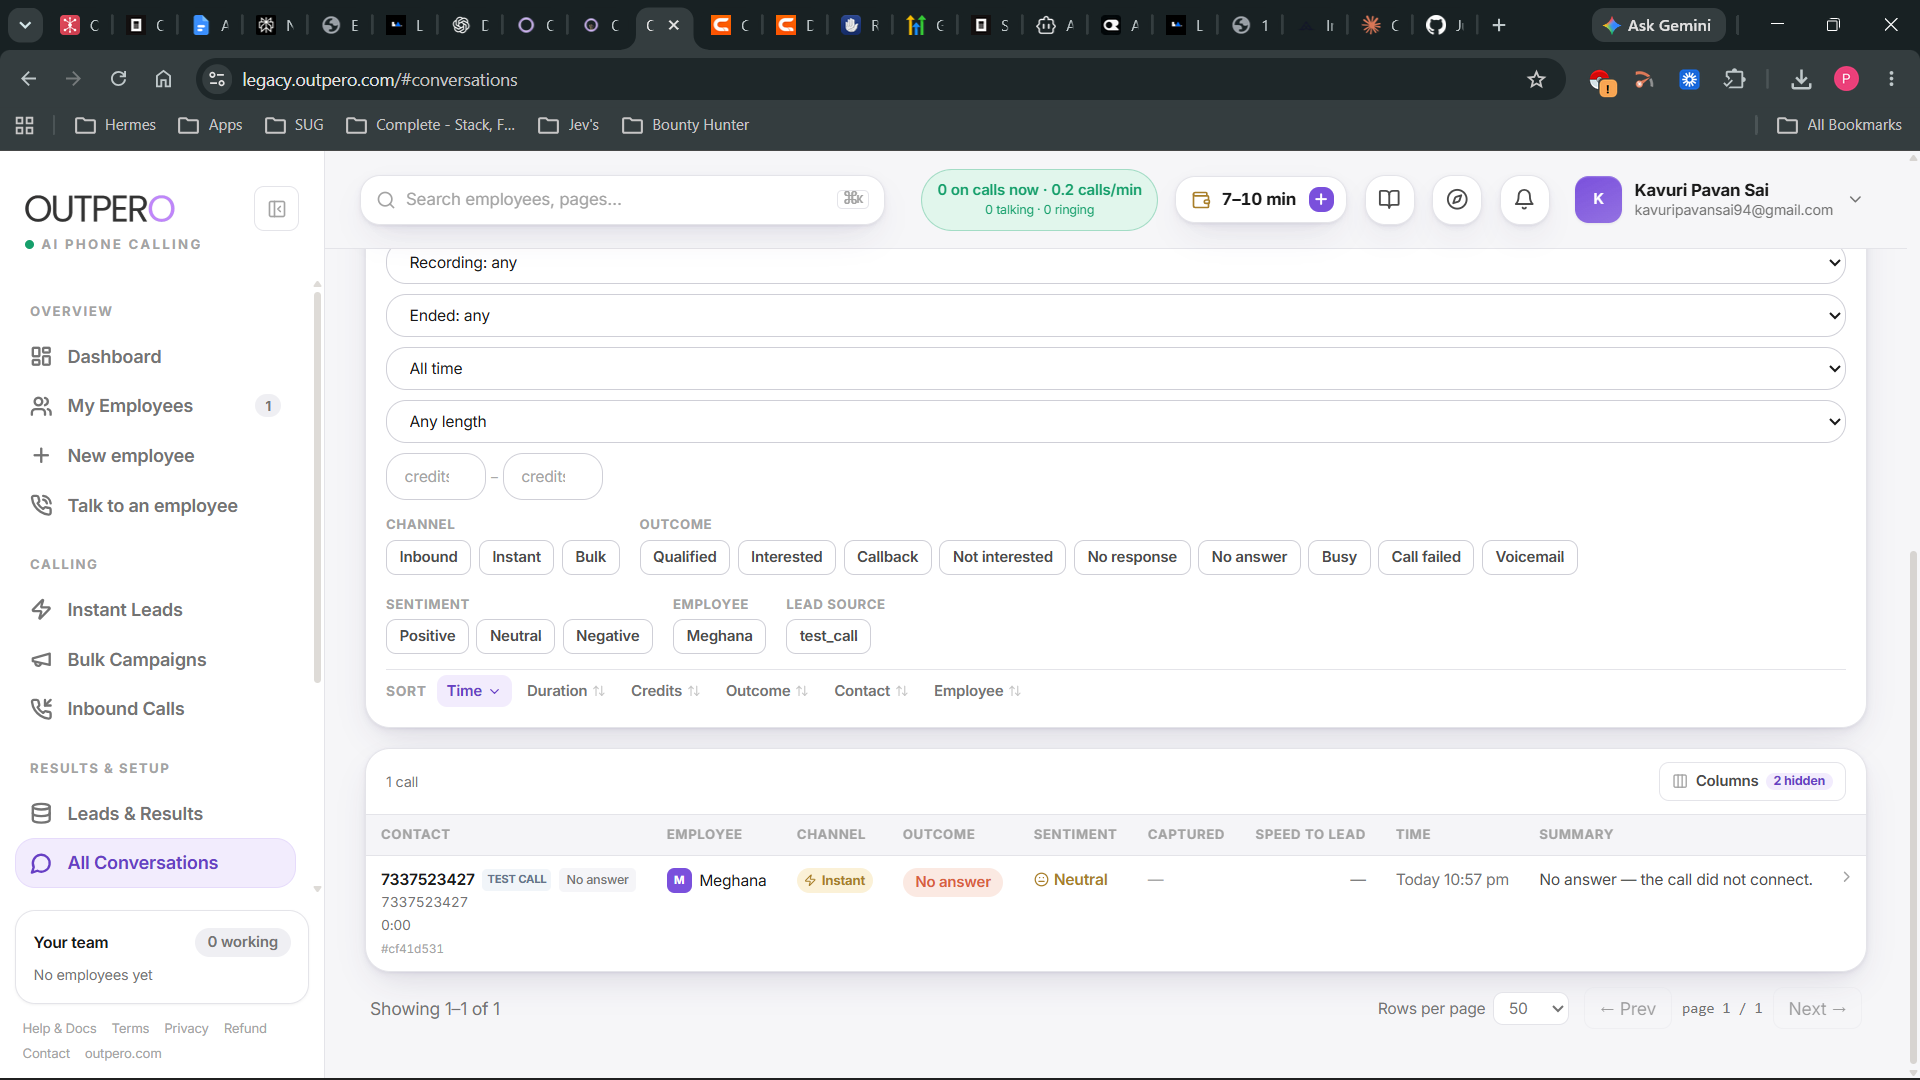 Ask Gemini
legacy.outpero.com/#conversations
Hermes
Apps
SUG
Complete - Stack, F...
Jev's
Bounty Hunter
All Bookmarks
OUTPERO
AI PHONE CALLING
OVERVIEW
Dashboard
My Employees 1
New employee
Talk to an employee
CALLING
Instant Leads
Bulk Campaigns
Inbound Calls
RESULTS & SETUP
Leads & Results
All Conversations
Your team 0 working
No employees yet
Help & Docs Terms Privacy Refund
Contact outpero.com
Search employees, pages... ⌘K
0 on calls now · 0.2 calls/min
0 talking · 0 ringing
7–10 min
K
Kavuri Pavan Sai
kavuripavansai94@gmail.com
Recording: any
Ended: any
All time
Any length
credits – credits
CHANNEL OUTCOME
Inbound Instant Bulk Qualified Interested Callback Not interested No response No answer Busy Call failed Voicemail
SENTIMENT EMPLOYEE LEAD SOURCE
Positive Neutral Negative Meghana test_call
SORT Time Duration Credits Outcome Contact Employee
1 call
Columns 2 hidden
CONTACT EMPLOYEE CHANNEL OUTCOME SENTIMENT CAPTURED SPEED TO LEAD TIME SUMMARY
7337523427 TEST CALL No answer M Meghana Instant No answer Neutral — — Today 10:57 pm No answer — the call did not connect.
7337523427
0:00
#cf41d531
Showing 1–1 of 1
Rows per page 50 ← Prev page 1 / 1 Next →